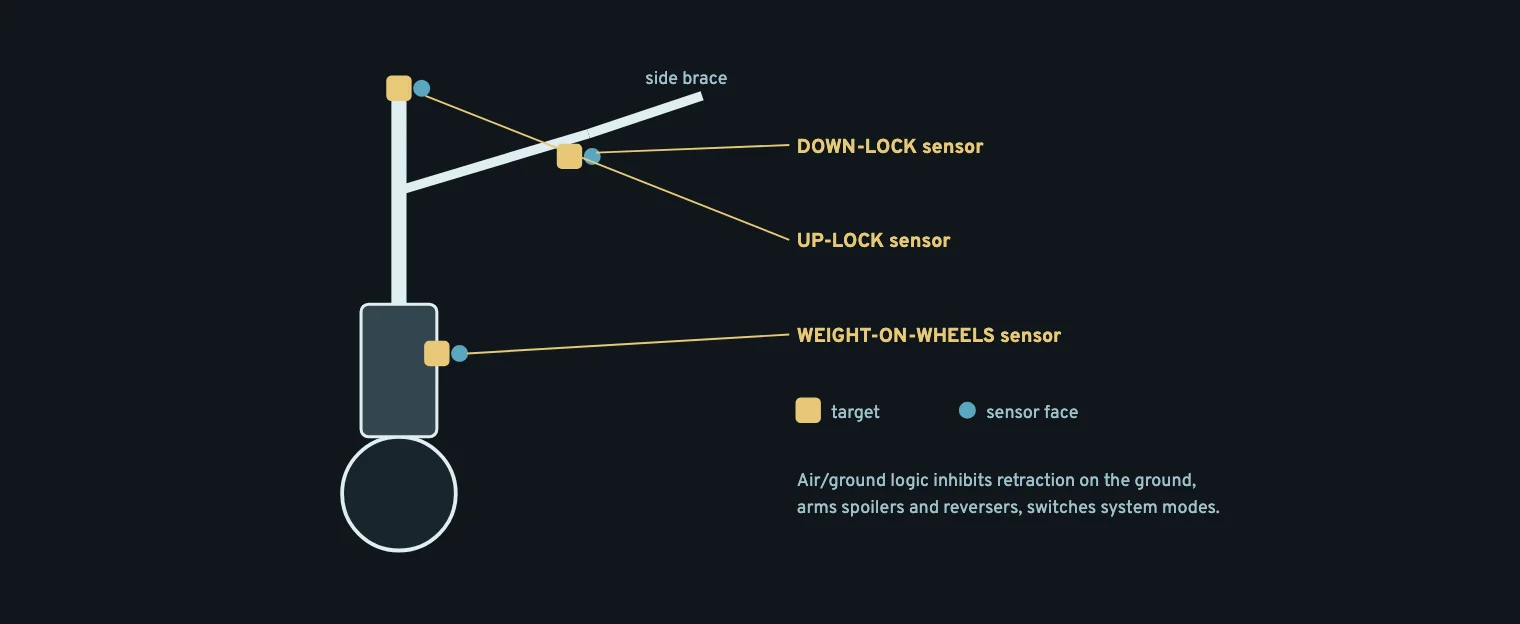 side brace
DOWN-LOCK sensor
UP-LOCK sensor
WEIGHT-ON-WHEELS sensor
target
sensor face
Air/ground logic inhibits retraction on the ground,
arms spoilers and reversers, switches system modes.